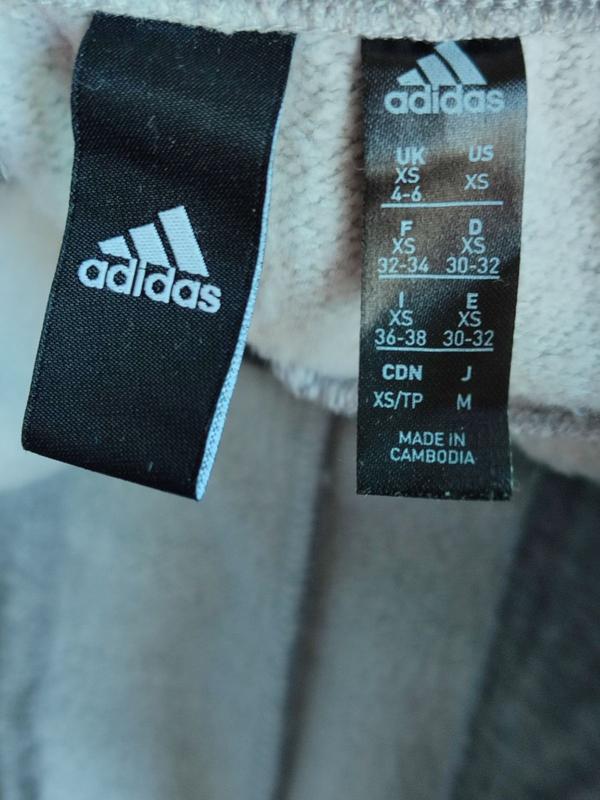 adidas
adidas
UK US
XS XS
4-6
F D
XS XS
32-34 30-32
I E
XS XS
36-38 30-32
CDN J
XS/TP M
MADE IN
CAMBODIA